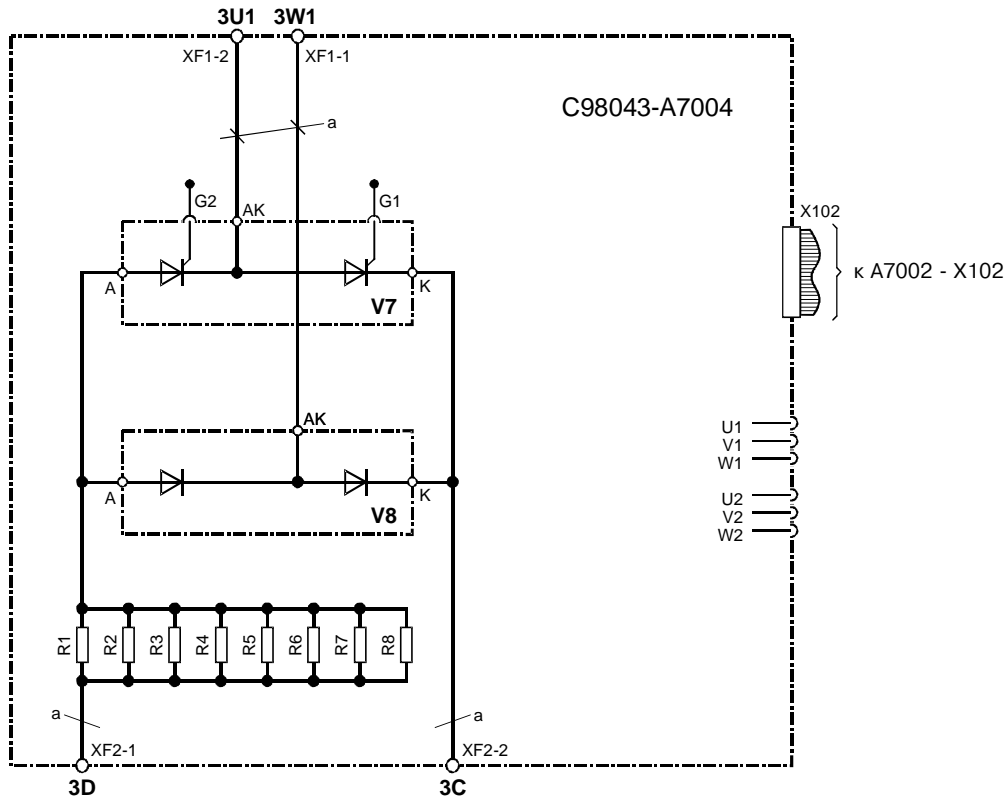 3U1 3W1
XF1-2 XF1-1
C98043-A7004
a
G2 AK G1
X102
к A7002 - X102
A K
V7
AK
U1
V1
W1
A K
V8
U2
V2
W2
R1 R2 R3 R4 R5 R6 R7 R8
a a
XF2-1 XF2-2
3D 3C